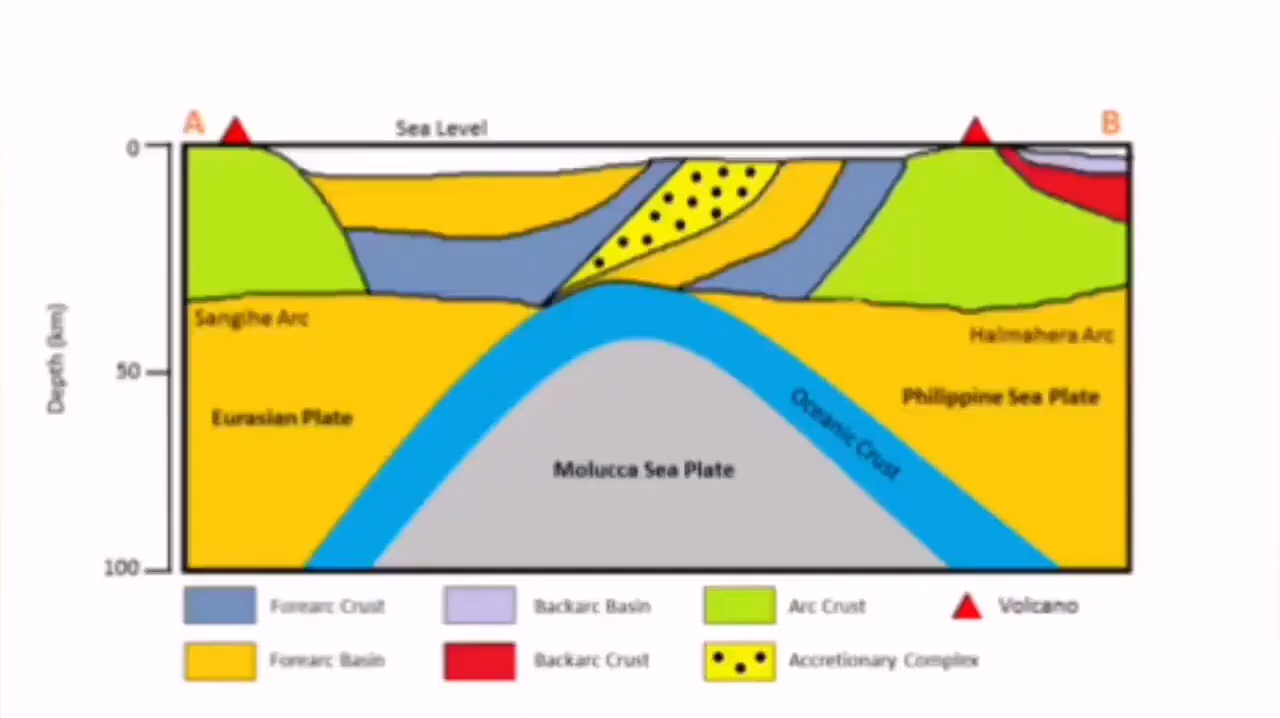 A
Sea Level
B
0
Sangihe Arc
Halmahera Arc
50
Depth (km)
Oceanic Crust
Philippine Sea Plate
Eurasian Plate
Molucca Sea Plate
100
Forearc Crust
Backarc Basin
Arc Crust
Volcano
Forearc Basin
Backarc Crust
Accretionary Complex